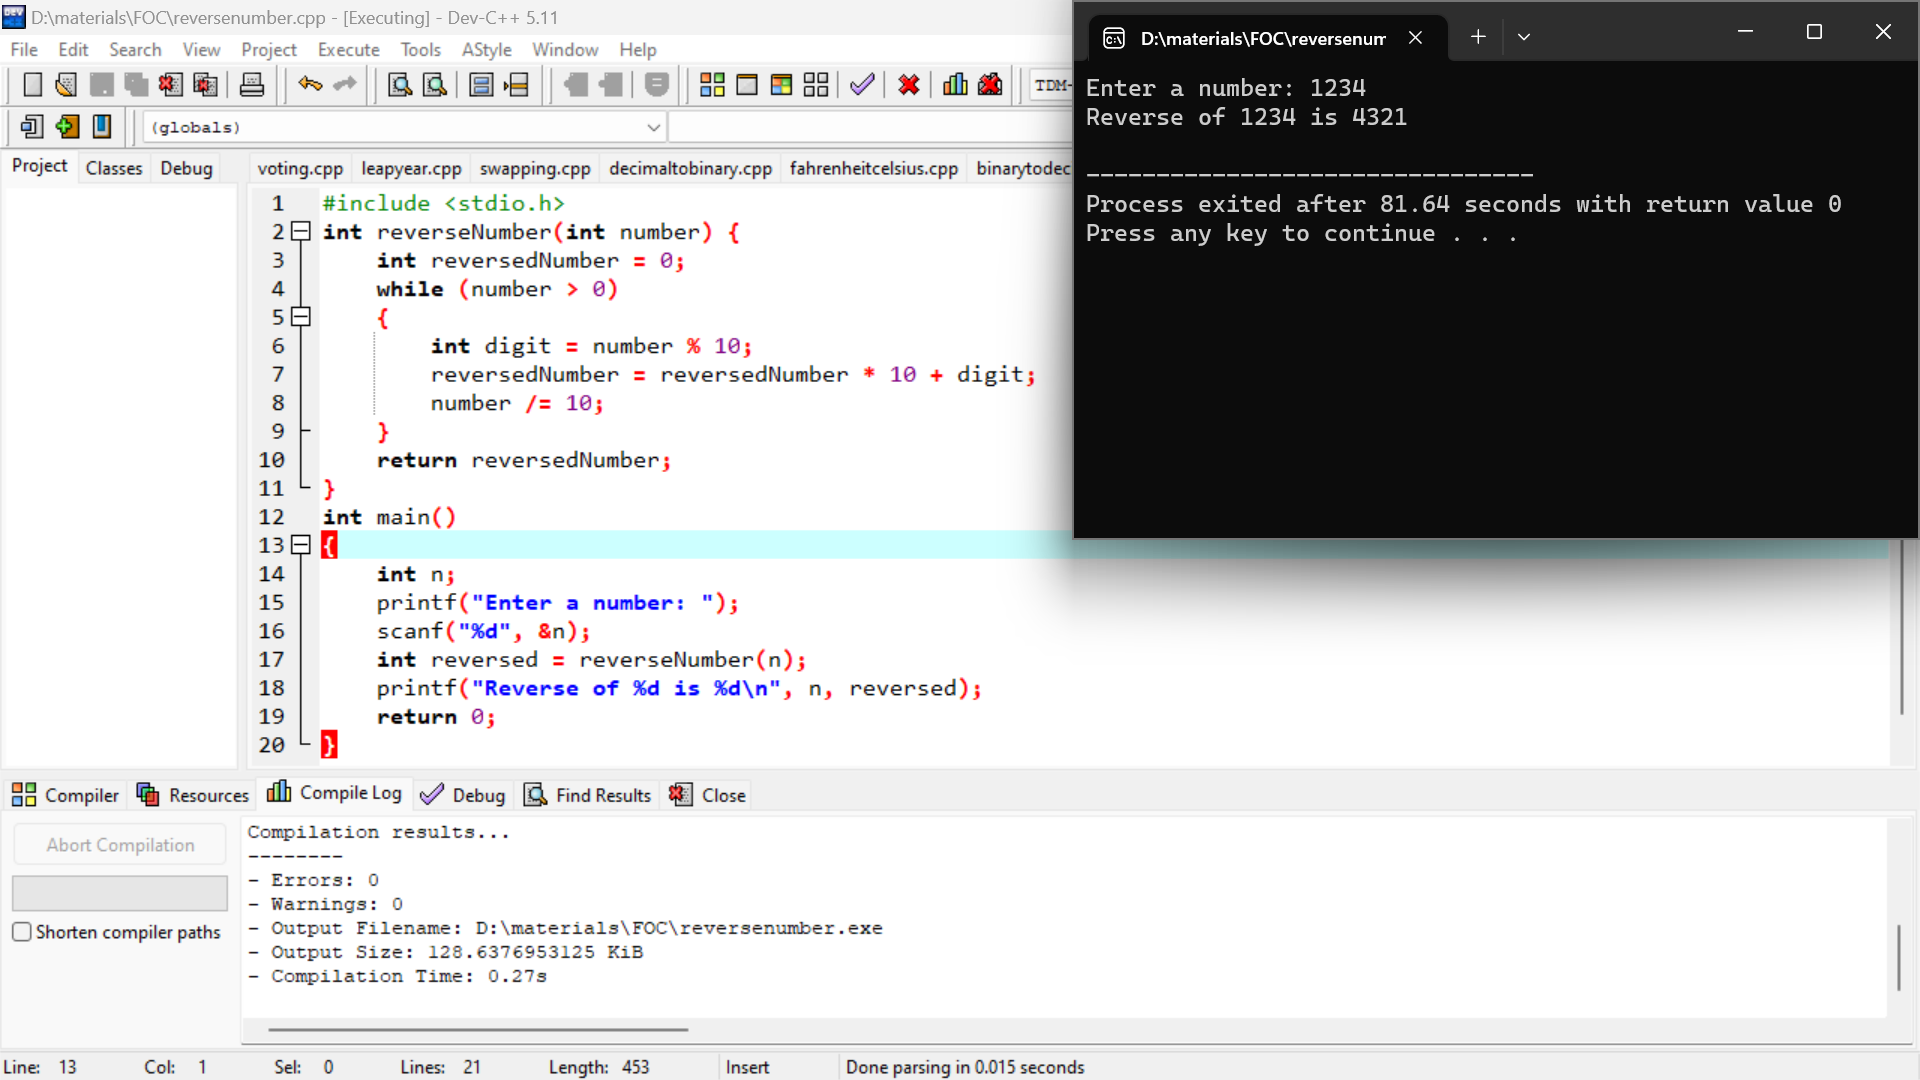 D:\materials\FOC\reversenumber.cpp - [Executing] - Dev-C++ 5.11
File Edit Search View Project Execute Tools AStyle Window Help
TDM-
(globals)
Project Classes Debug
voting.cpp leapyear.cpp swapping.cpp decimaltobinary.cpp fahrenheitcelsius.cpp binarytodec
1 #include <stdio.h>
2 int reverseNumber(int number) {
3 int reversedNumber = 0;
4 while (number > 0)
5 {
6 int digit = number % 10;
7 reversedNumber = reversedNumber * 10 + digit;
8 number /= 10;
9 }
10 return reversedNumber;
11 }
12 int main()
13 {
14 int n;
15 printf("Enter a number: ");
16 scanf("%d", &n);
17 int reversed = reverseNumber(n);
18 printf("Reverse of %d is %d\n", n, reversed);
19 return 0;
20 }
D:\materials\FOC\reversenum
Enter a number: 1234
Reverse of 1234 is 4321
--------------------------------
Process exited after 81.64 seconds with return value 0
Press any key to continue . . .
Compiler Resources Compile Log Debug Find Results Close
Abort Compilation
Shorten compiler paths
Compilation results...
--------
- Errors: 0
- Warnings: 0
- Output Filename: D:\materials\FOC\reversenumber.exe
- Output Size: 128.6376953125 KiB
- Compilation Time: 0.27s
Line: 13 Col: 1 Sel: 0 Lines: 21 Length: 453 Insert Done parsing in 0.015 seconds